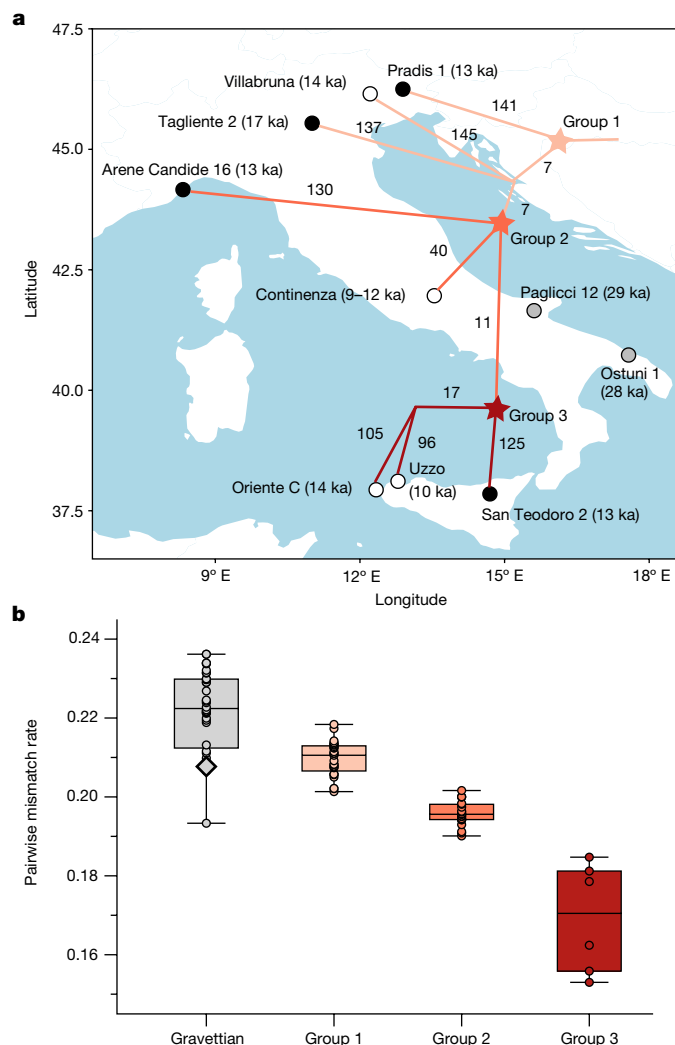 a
47.5
45.0
42.5
40.0
37.5
Latitude
9º E
12º E
15º E
18º E
Longitude
Villabruna (14 ka)
Pradis 1 (13 ka)
Tagliente 2 (17 ka)
141
Group 1
137
145
Arene Candide 16 (13 ka)
7
130
7
Group 2
40
Continenza (9–12 ka)
Paglicci 12 (29 ka)
11
Ostuni 1
(28 ka)
17
Group 3
105
96
125
Uzzo
(10 ka)
Oriente C (14 ka)
San Teodoro 2 (13 ka)
b
0.24
0.22
0.20
0.18
0.16
Pairwise mismatch rate
Gravettian
Group 1
Group 2
Group 3